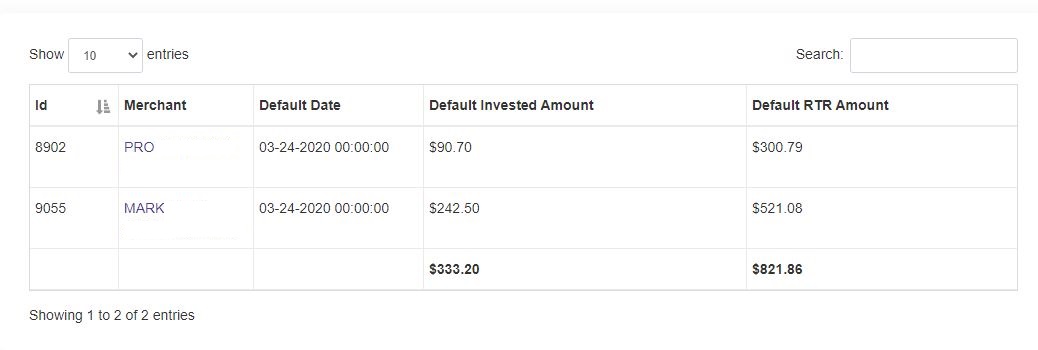 Show 10 entries Search:
Id Merchant Default Date Default Invested Amount Default RTR Amount
8902 PRO 03-24-2020 00:00:00 $90.70 $300.79
9055 MARK 03-24-2020 00:00:00 $242.50 $521.08
$333.20 $821.86
Showing 1 to 2 of 2 entries